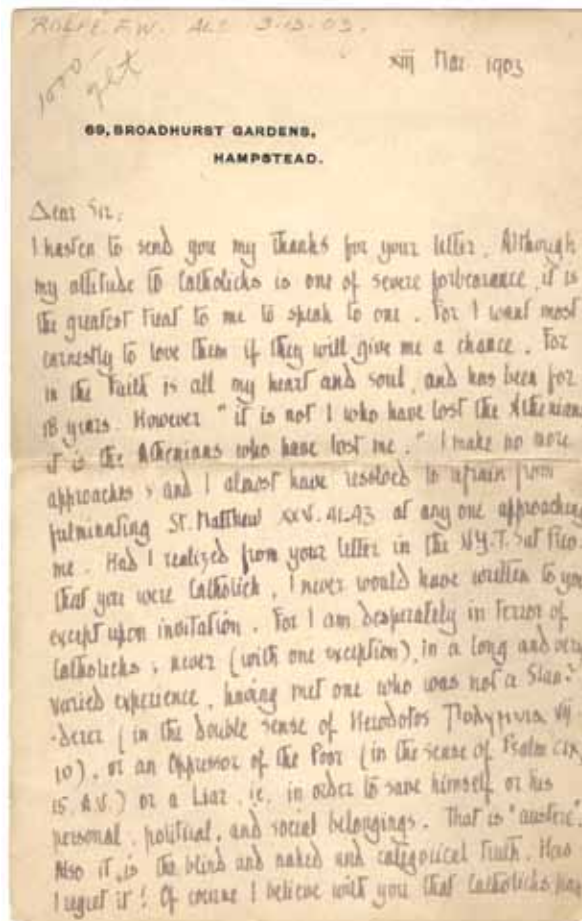 ROLFE. F.W. ALS 3-13-03.
xiij Mar. 1903
69, BROADHURST GARDENS,
HAMPSTEAD.
Dear Sir:
I hasten to send you my thanks for your letter. Although
my attitude to Catholicks is one of severe forbearance, it is
the greatest treat to me to speak to one. For I want most
earnestly to love them if they will give me a chance. For
in the Faith is all my heart and soul, and has been for
18 years. However "it is not I who have lost the Athenians
it is the Athenians who have lost me." I make no more
approaches; and I almost have resolved to refrain from
fulminating St. Matthew XXV. 41-43 at any one approaching
me. Had I realized from your letter in the N.Y.T. Sat
that you were Catholick, I never would have written to you
except upon invitation. For I am desperately in terror of
Catholicks; never (with one exception), in a long and very
varied experience, having met one who was not a Slan-
-derer (in the double sense of Herodotos vij
10), or an Oppressor of the Poor (in the sense of Psalm
15. A.V.) or a Liar, ie. in order to save himself or his
personal, political, and social belongings. That is "austere".
Also it is the blind and naked and categorical truth. How
I regret it! Of course I believe with you that Catholicks